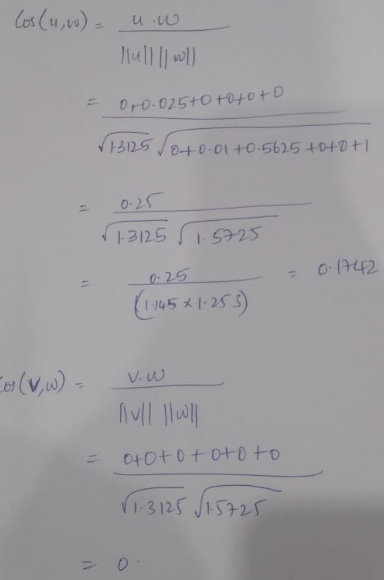 Cos(u,w) = u.w / ||u|| ||w||
= 0+0.025+0+0+0+0 / √1.3125 √0+0.01+0.5625+0+0+1
= 0.25 / √1.3125 √1.5725
= 0.25 / (1.145 x 1.253) = 0.1742
Cos(V,w) = v.w / ||v|| ||w||
= 0+0+0+0+0+0 / √1.3125 √1.5725
= 0.